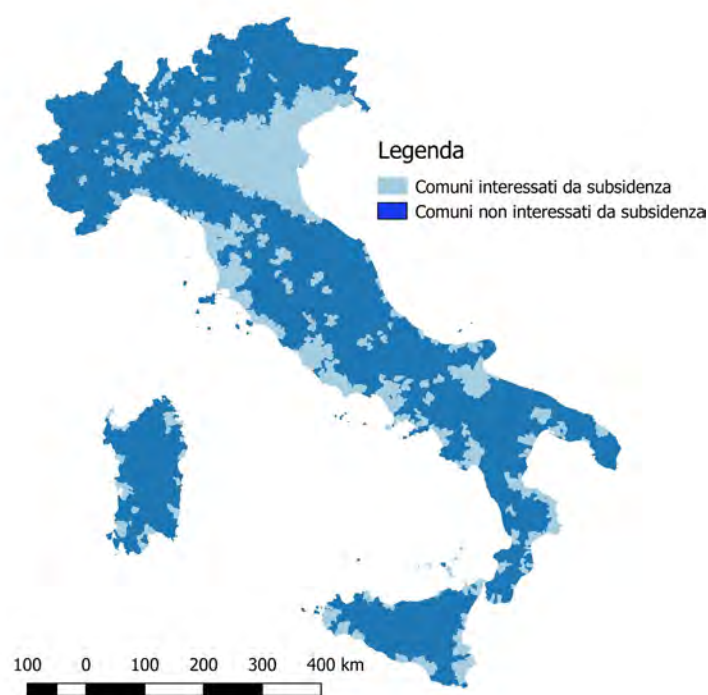 Legenda
Comuni interessati da subsidenza
Comuni non interessati da subsidenza
100 0 100 200 300 400 km